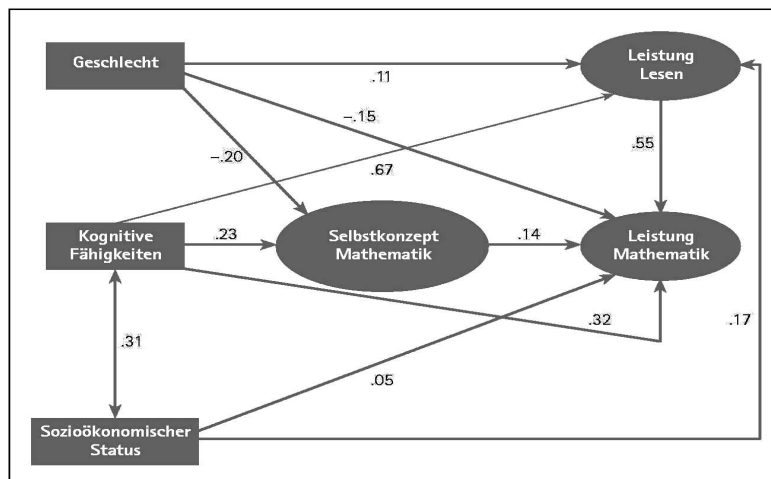 Geschlecht
Leistung
Lesen
.11
–.15
–.20
.55
.67
Kognitive
Fähigkeiten
.23
Selbstkonzept
Mathematik
.14
Leistung
Mathematik
.31
.32
.17
.05
Sozioökonomischer
Status